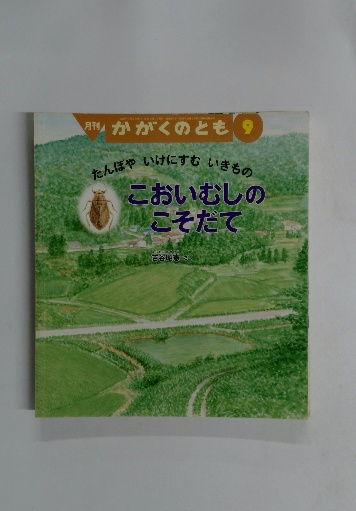 月刊 かがくのとも 9
たんぼや いけにすむ いきもの
こおいむしの
こそだて